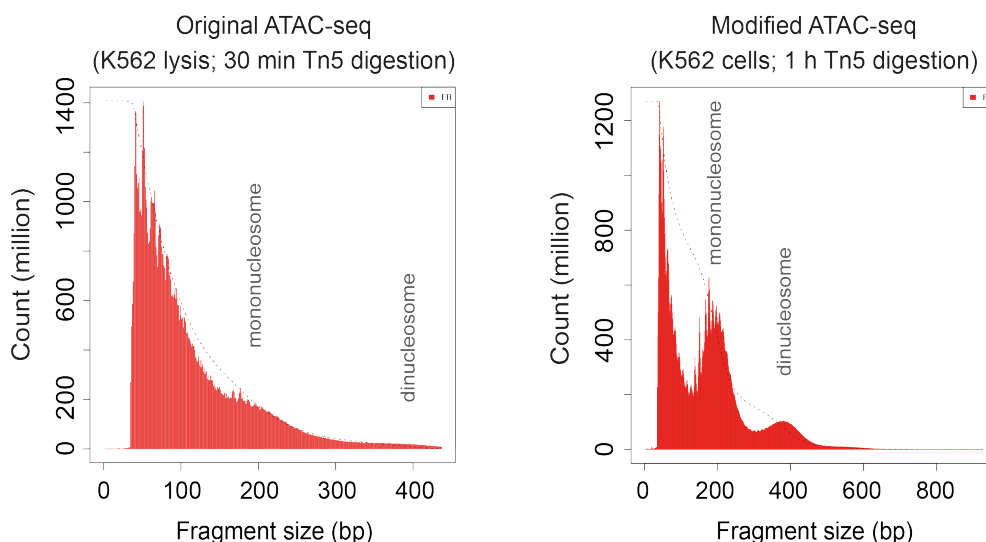 Original ATAC-seq
(K562 lysis; 30 min Tn5 digestion)
FR
Count (million)
1400
1000
600
200
0
mononucleosome
dinucleosome
0 100 200 300 400
Fragment size (bp)
Modified ATAC-seq
(K562 cells; 1 h Tn5 digestion)
F
Count (million)
1200
800
400
0
mononucleosome
dinucleosome
0 200 400 600 800
Fragment size (bp)